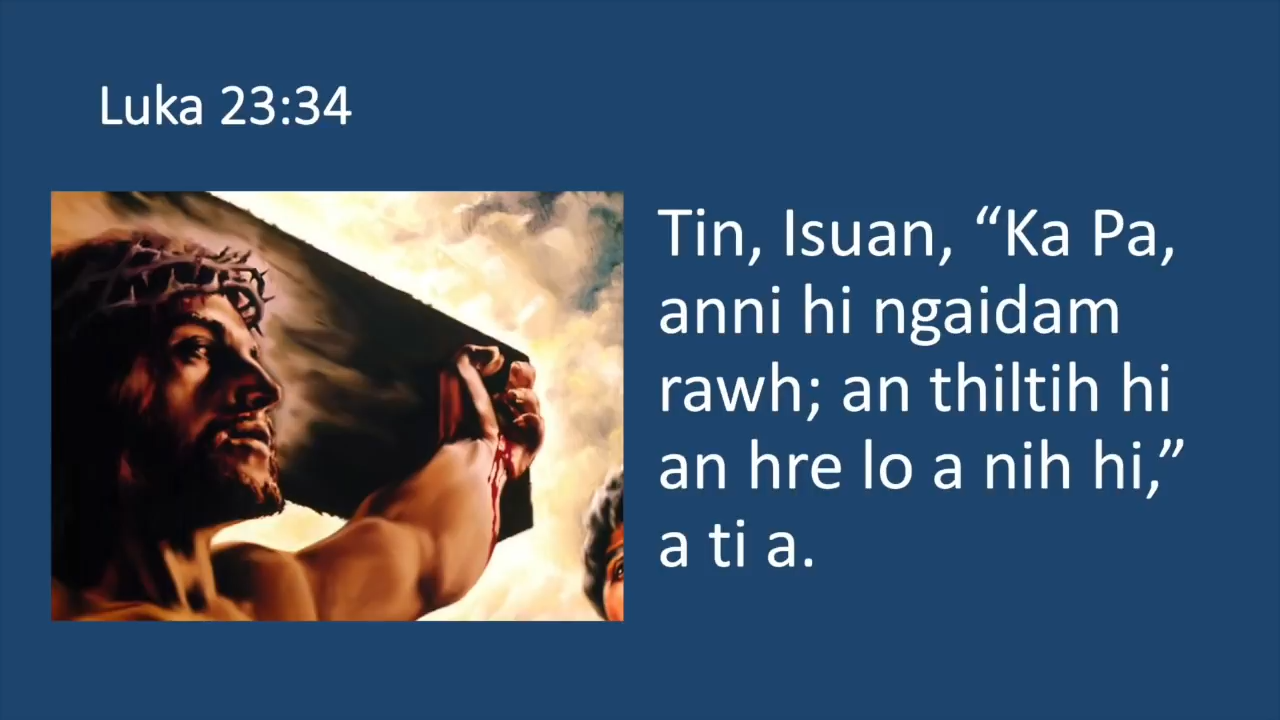 Luka 23:34
Tin, Isuan, “Ka Pa,
anni hi ngaidam
rawh; an thiltih hi
an hre lo a nih hi,”
a ti a.